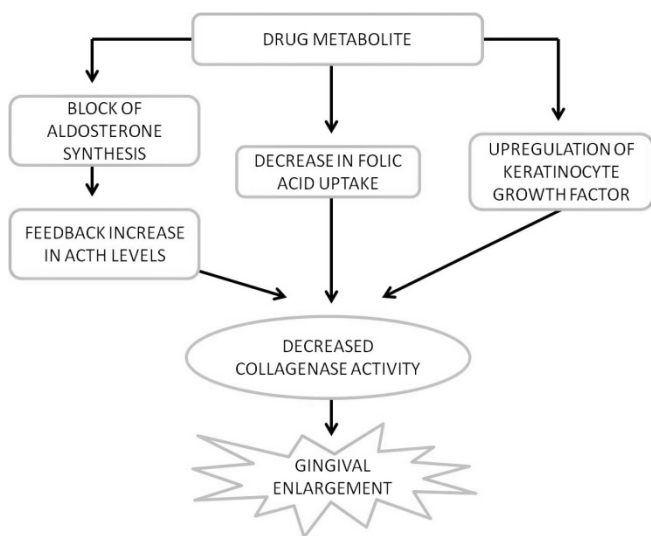 DRUG METABOLITE
BLOCK OF
ALDOSTERONE
SYNTHESIS
DECREASE IN FOLIC
ACID UPTAKE
UPREGULATION OF
KERATINOCYTE
GROWTH FACTOR
FEEDBACK INCREASE
IN ACTH LEVELS
DECREASED
COLLAGENASE ACTIVITY
GINGIVAL
ENLARGEMENT